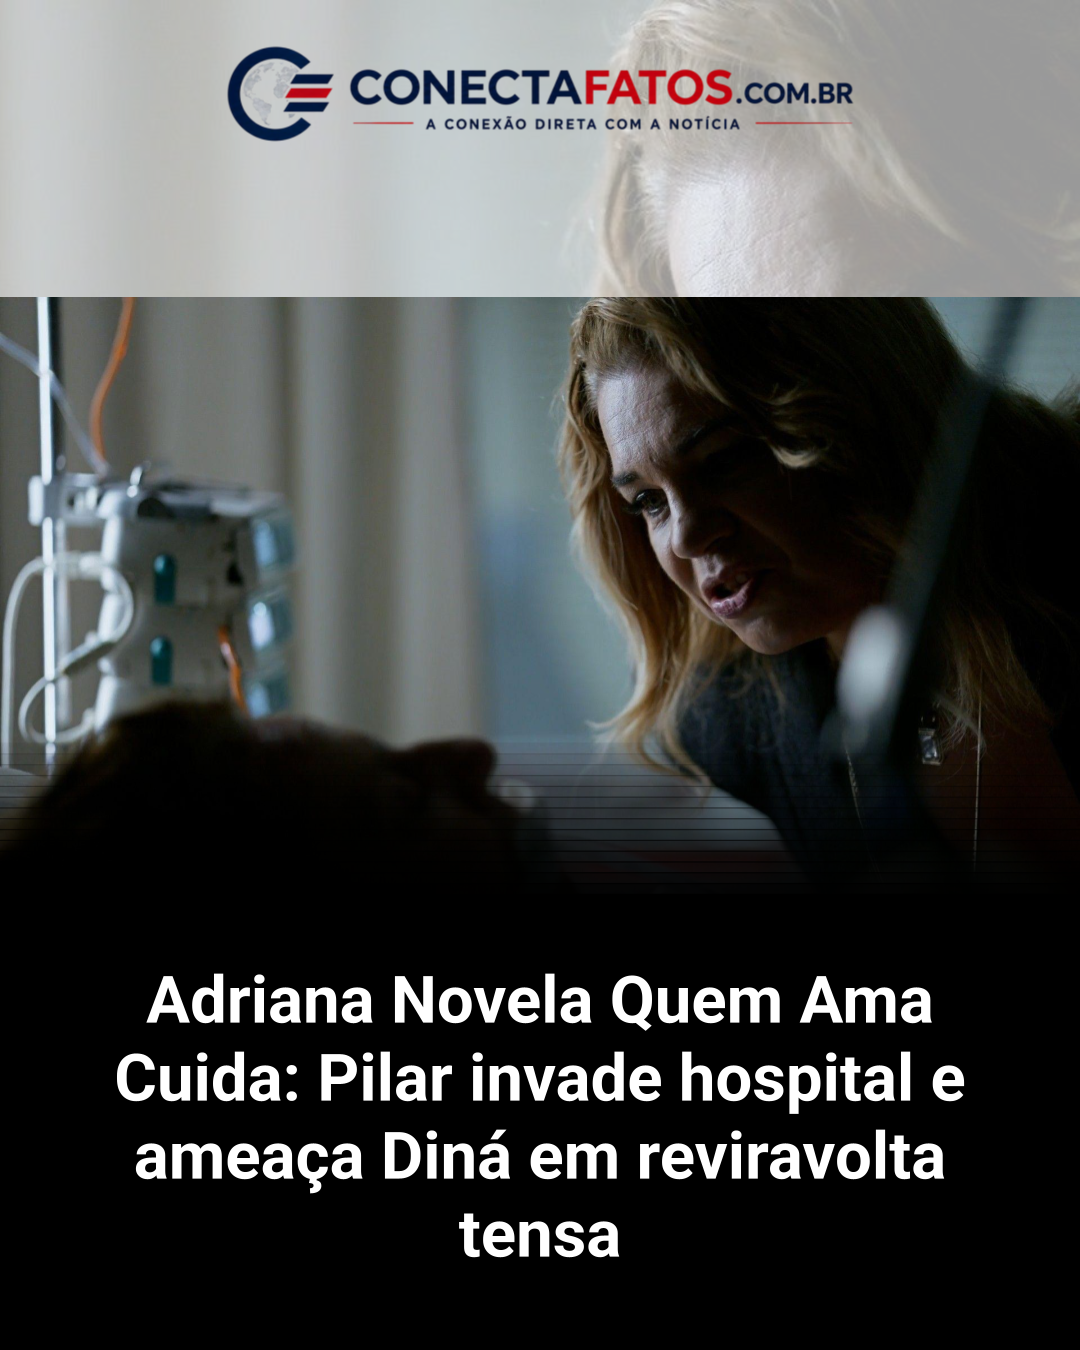 CONECTAFATOS.COM.BR
A CONEXÃO DIRETA COM A NOTÍCIA
Adriana Novela Quem Ama
Cuida: Pilar invade hospital e
ameaça Diná em reviravolta
tensa